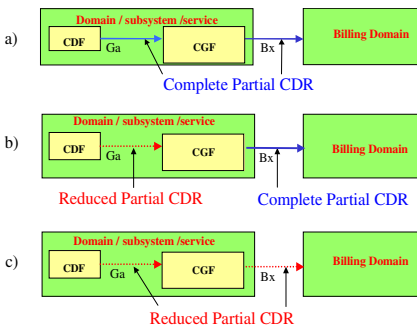 a)
Domain / subsystem /service
CDF
Ga
CGF
Bx
Billing Domain
Complete Partial CDR
b)
Domain / subsystem /service
CDF
Ga
CGF
Bx
Billing Domain
Reduced Partial CDR
Complete Partial CDR
c)
Domain / subsystem /service
CDF
Ga
CGF
Bx
Billing Domain
Reduced Partial CDR